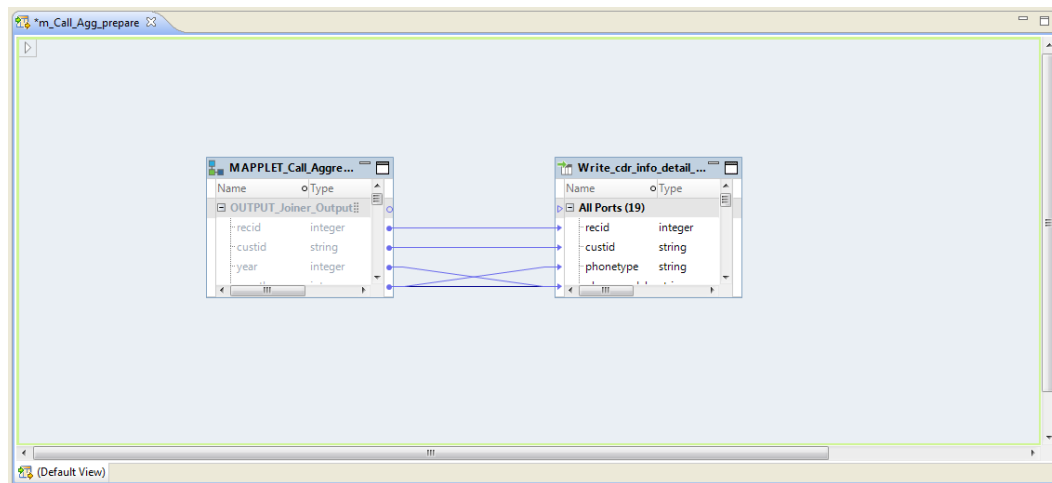 *m_Call_Agg_prepare
MAPPLET_Call_Aggre...
Name Type
OUTPUT_Joiner_Output
recid integer
custid string
year integer
Write_cdr_info_detail_...
Name Type
All Ports (19)
recid integer
custid string
phonetype string
(Default View)